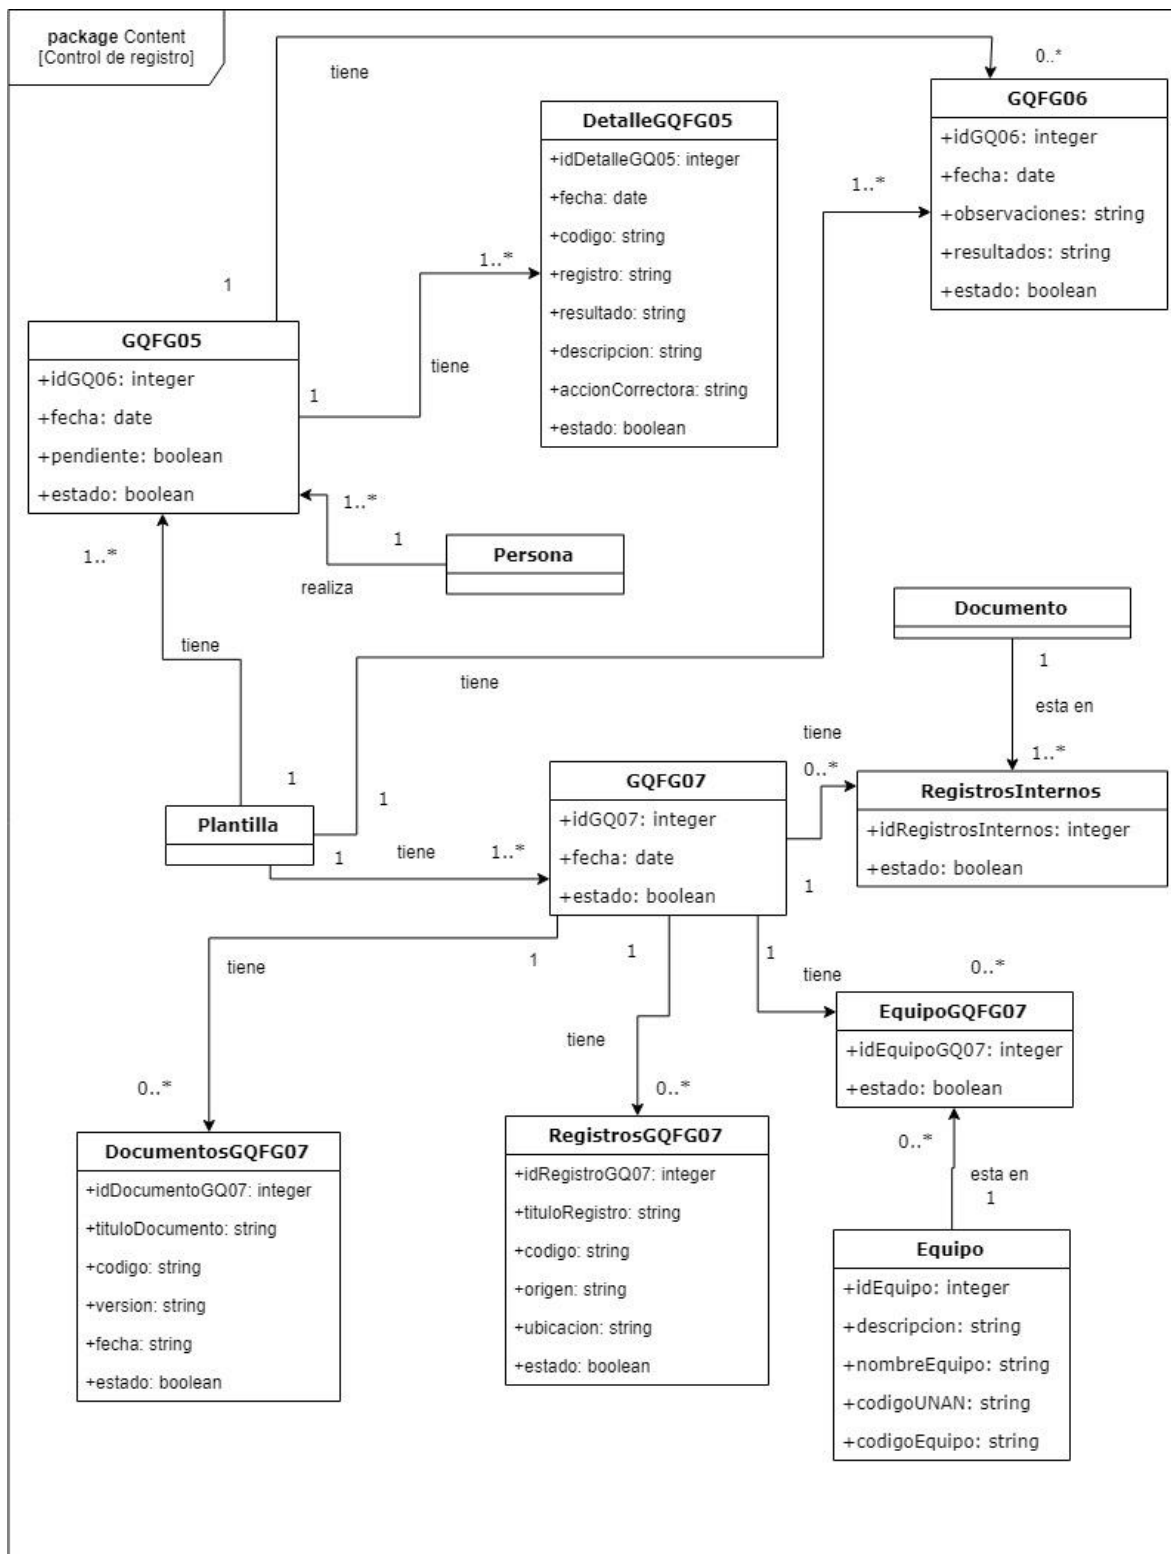 package Content
[Control de registro]
tiene
0..*
GQFG06
+idGQ06: integer
+fecha: date
+observaciones: string
+resultados: string
+estado: boolean
DetalleGQFG05
+idDetalleGQ05: integer
+fecha: date
+codigo: string
+registro: string
+resultado: string
+descripcion: string
+accionCorrectora: string
+estado: boolean
1..*
1..*
1
GQFG05
+idGQ06: integer
+fecha: date
+pendiente: boolean
+estado: boolean
tiene
1
1..*
1
Persona
realiza
1..*
tiene
Documento
1
esta en
1..*
tiene
tiene
0..*
RegistrosInternos
+idRegistrosInternos: integer
+estado: boolean
1
1
Plantilla
1
tiene
1..*
GQFG07
+idGQ07: integer
+fecha: date
+estado: boolean
1
1
1
1
tiene
tiene
0..*
EquipoGQFG07
+idEquipoGQ07: integer
+estado: boolean
tiene
0..*
0..*
DocumentosGQFG07
+idDocumentoGQ07: integer
+tituloDocumento: string
+codigo: string
+version: string
+fecha: string
+estado: boolean
RegistrosGQFG07
+idRegistroGQ07: integer
+tituloRegistro: string
+codigo: string
+origen: string
+ubicacion: string
+estado: boolean
0..*
esta en
1
Equipo
+idEquipo: integer
+descripcion: string
+nombreEquipo: string
+codigoUNAN: string
+codigoEquipo: string